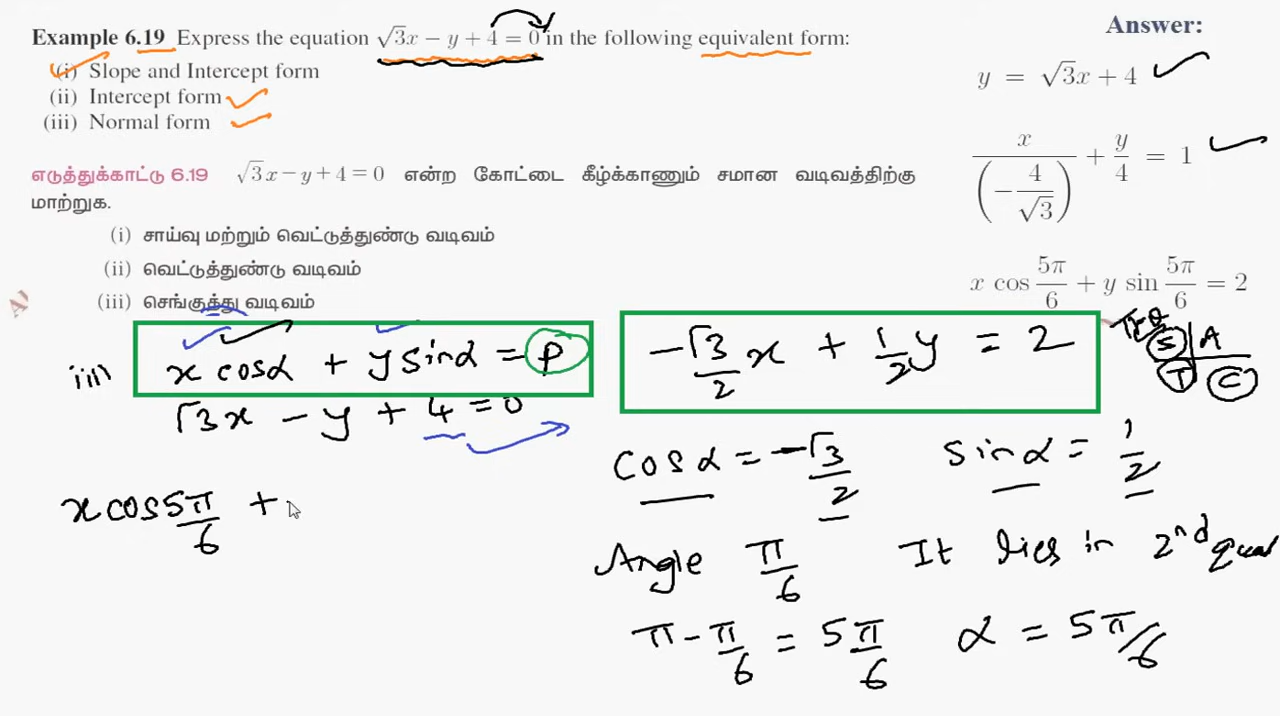 Example 6.19 Express the equation √3x − y + 4 = 0 in the following equivalent form:
(i) Slope and Intercept form
(ii) Intercept form
(iii) Normal form
எடுத்துக்காட்டு 6.19 √3x−y+4=0 என்ற கோட்டை கீழ்க்காணும் சமான வடிவத்திற்கு
மாற்றுக.
(i) சாய்வு மற்றும் வெட்டுத்துண்டு வடிவம்
(ii) வெட்டுத்துண்டு வடிவம்
(iii) செங்குத்து வடிவம்
Answer:
y = √3x + 4
x/(−4/√3) + y/4 = 1
x cos 5π/6 + y sin 5π/6 = 2
iii) x cosα + y sinα = p
√3x − y + 4 = 0
x cos 5π/6 +
−√3/2 x + 1/2 y = 2
S A
T C
cosα = −√3/2 sinα = 1/2
Angle π/6 It lies in 2nd quad
π − π/6 = 5π/6 α = 5π/6